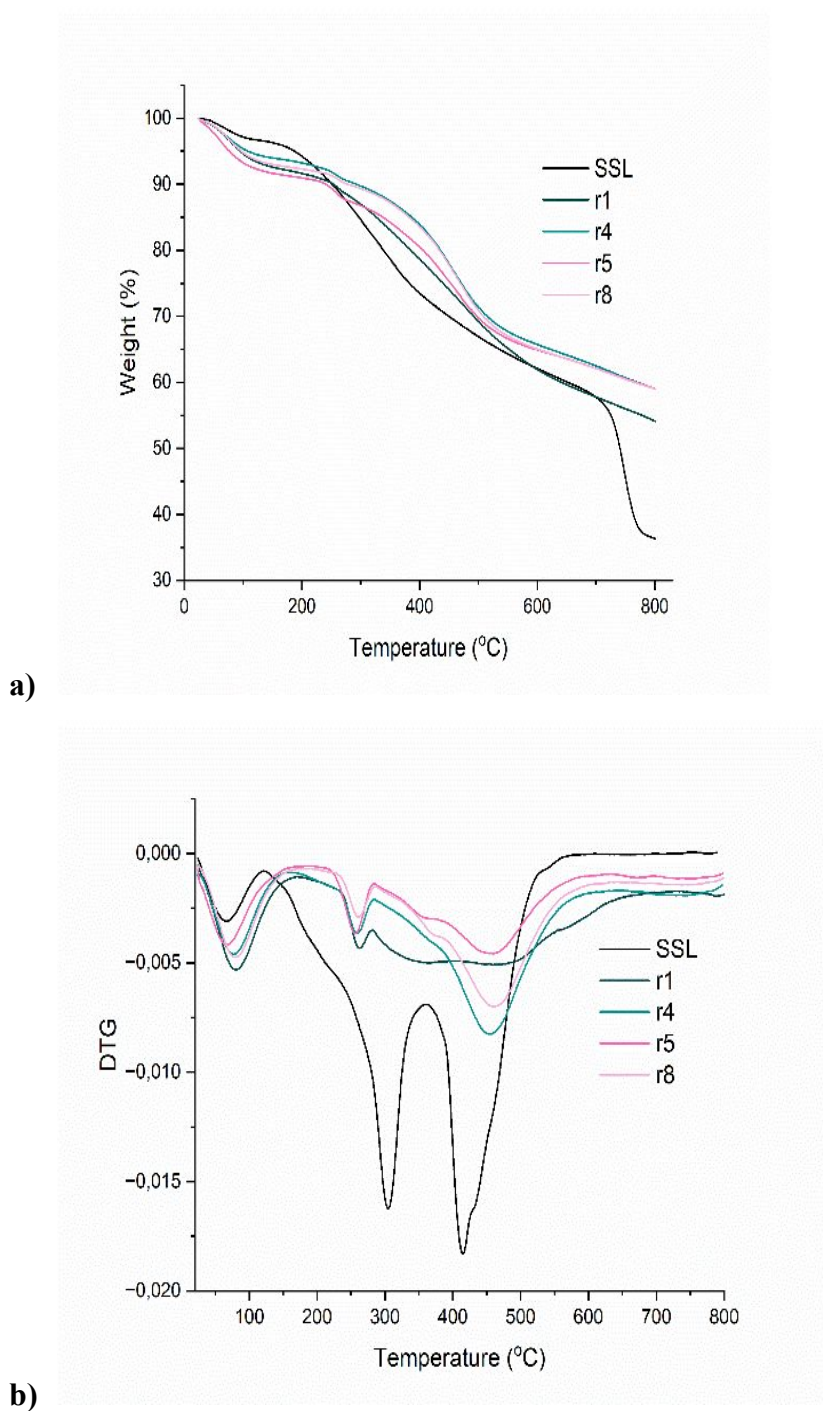 100
90
80
70
60
50
40
30
Weight (%)
SSL
r1
r4
r5
r8
0
200
400
600
800
Temperature (°C)
a)
0,000
−0,005
−0,010
−0,015
−0,020
DTG
SSL
r1
r4
r5
r8
100
200
300
400
500
600
700
800
Temperature (°C)
b)